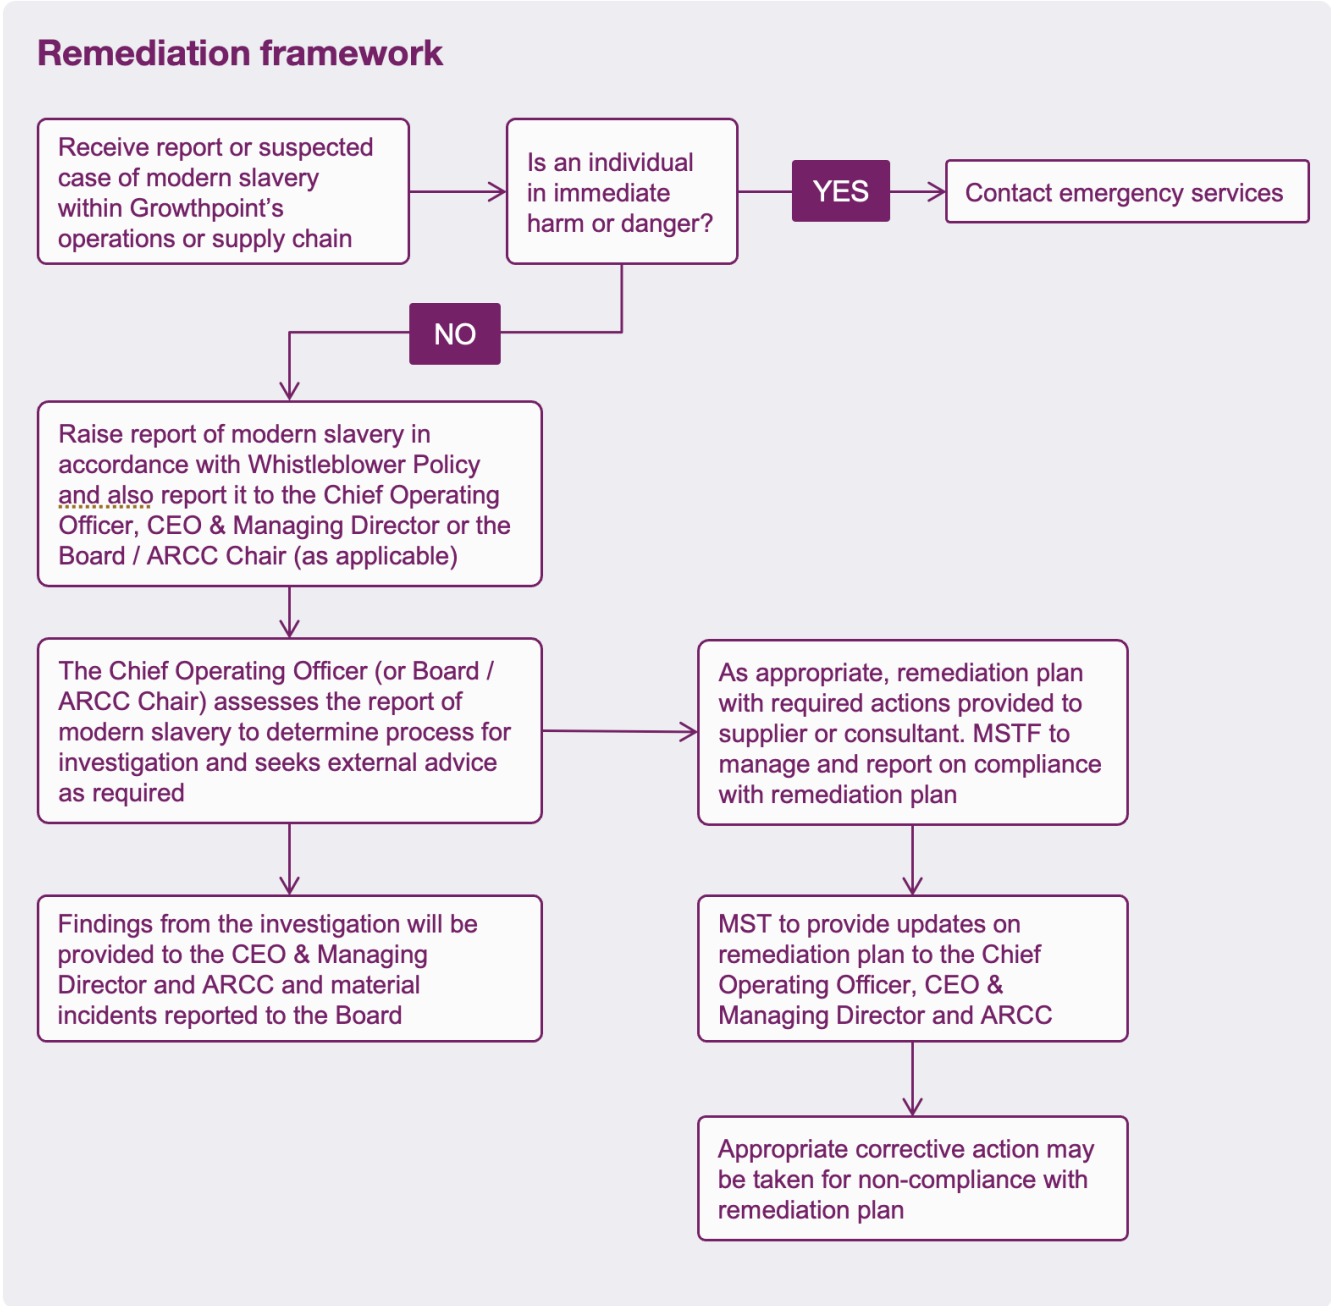 Remediation framework
Receive report or suspected
case of modern slavery
within Growthpoint’s
operations or supply chain
Is an individual
in immediate
harm or danger?
YES
Contact emergency services
NO
Raise report of modern slavery in
accordance with Whistleblower Policy
and also report it to the Chief Operating
Officer, CEO & Managing Director or the
Board / ARCC Chair (as applicable)
The Chief Operating Officer (or Board /
ARCC Chair) assesses the report of
modern slavery to determine process for
investigation and seeks external advice
as required
As appropriate, remediation plan
with required actions provided to
supplier or consultant. MSTF to
manage and report on compliance
with remediation plan
Findings from the investigation will be
provided to the CEO & Managing
Director and ARCC and material
incidents reported to the Board
MST to provide updates on
remediation plan to the Chief
Operating Officer, CEO &
Managing Director and ARCC
Appropriate corrective action may
be taken for non-compliance with
remediation plan